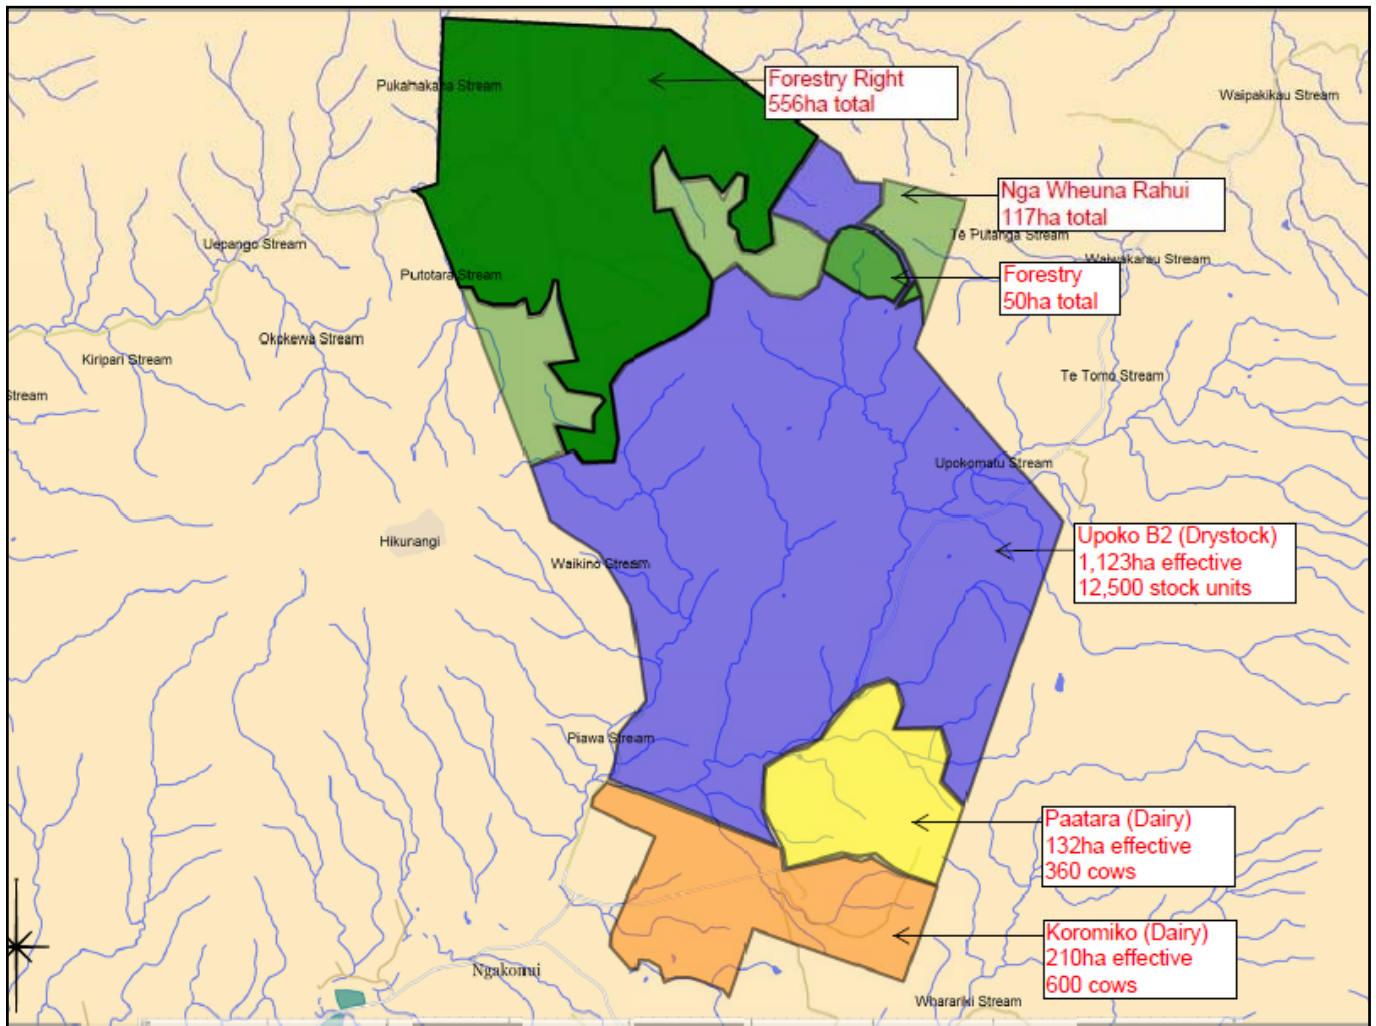 Pukahakaha Stream
Forestry Right
556ha total
Waipakikau Stream
Nga Wheuna Rahui
117ha total
Te Putanga Stream
Uepango Stream
Waiwakarau Stream
Putotara Stream
Forestry
50ha total
Okokewa Stream
Kiripari Stream
Stream
Te Tomo Stream
Upokomatu Stream
Hikurangi
Waikino Stream
Upoko B2 (Drystock)
1,123ha effective
12,500 stock units
Piawa Stream
Paatara (Dairy)
132ha effective
360 cows
Koromiko (Dairy)
210ha effective
600 cows
Ngakonui
Wharariki Stream